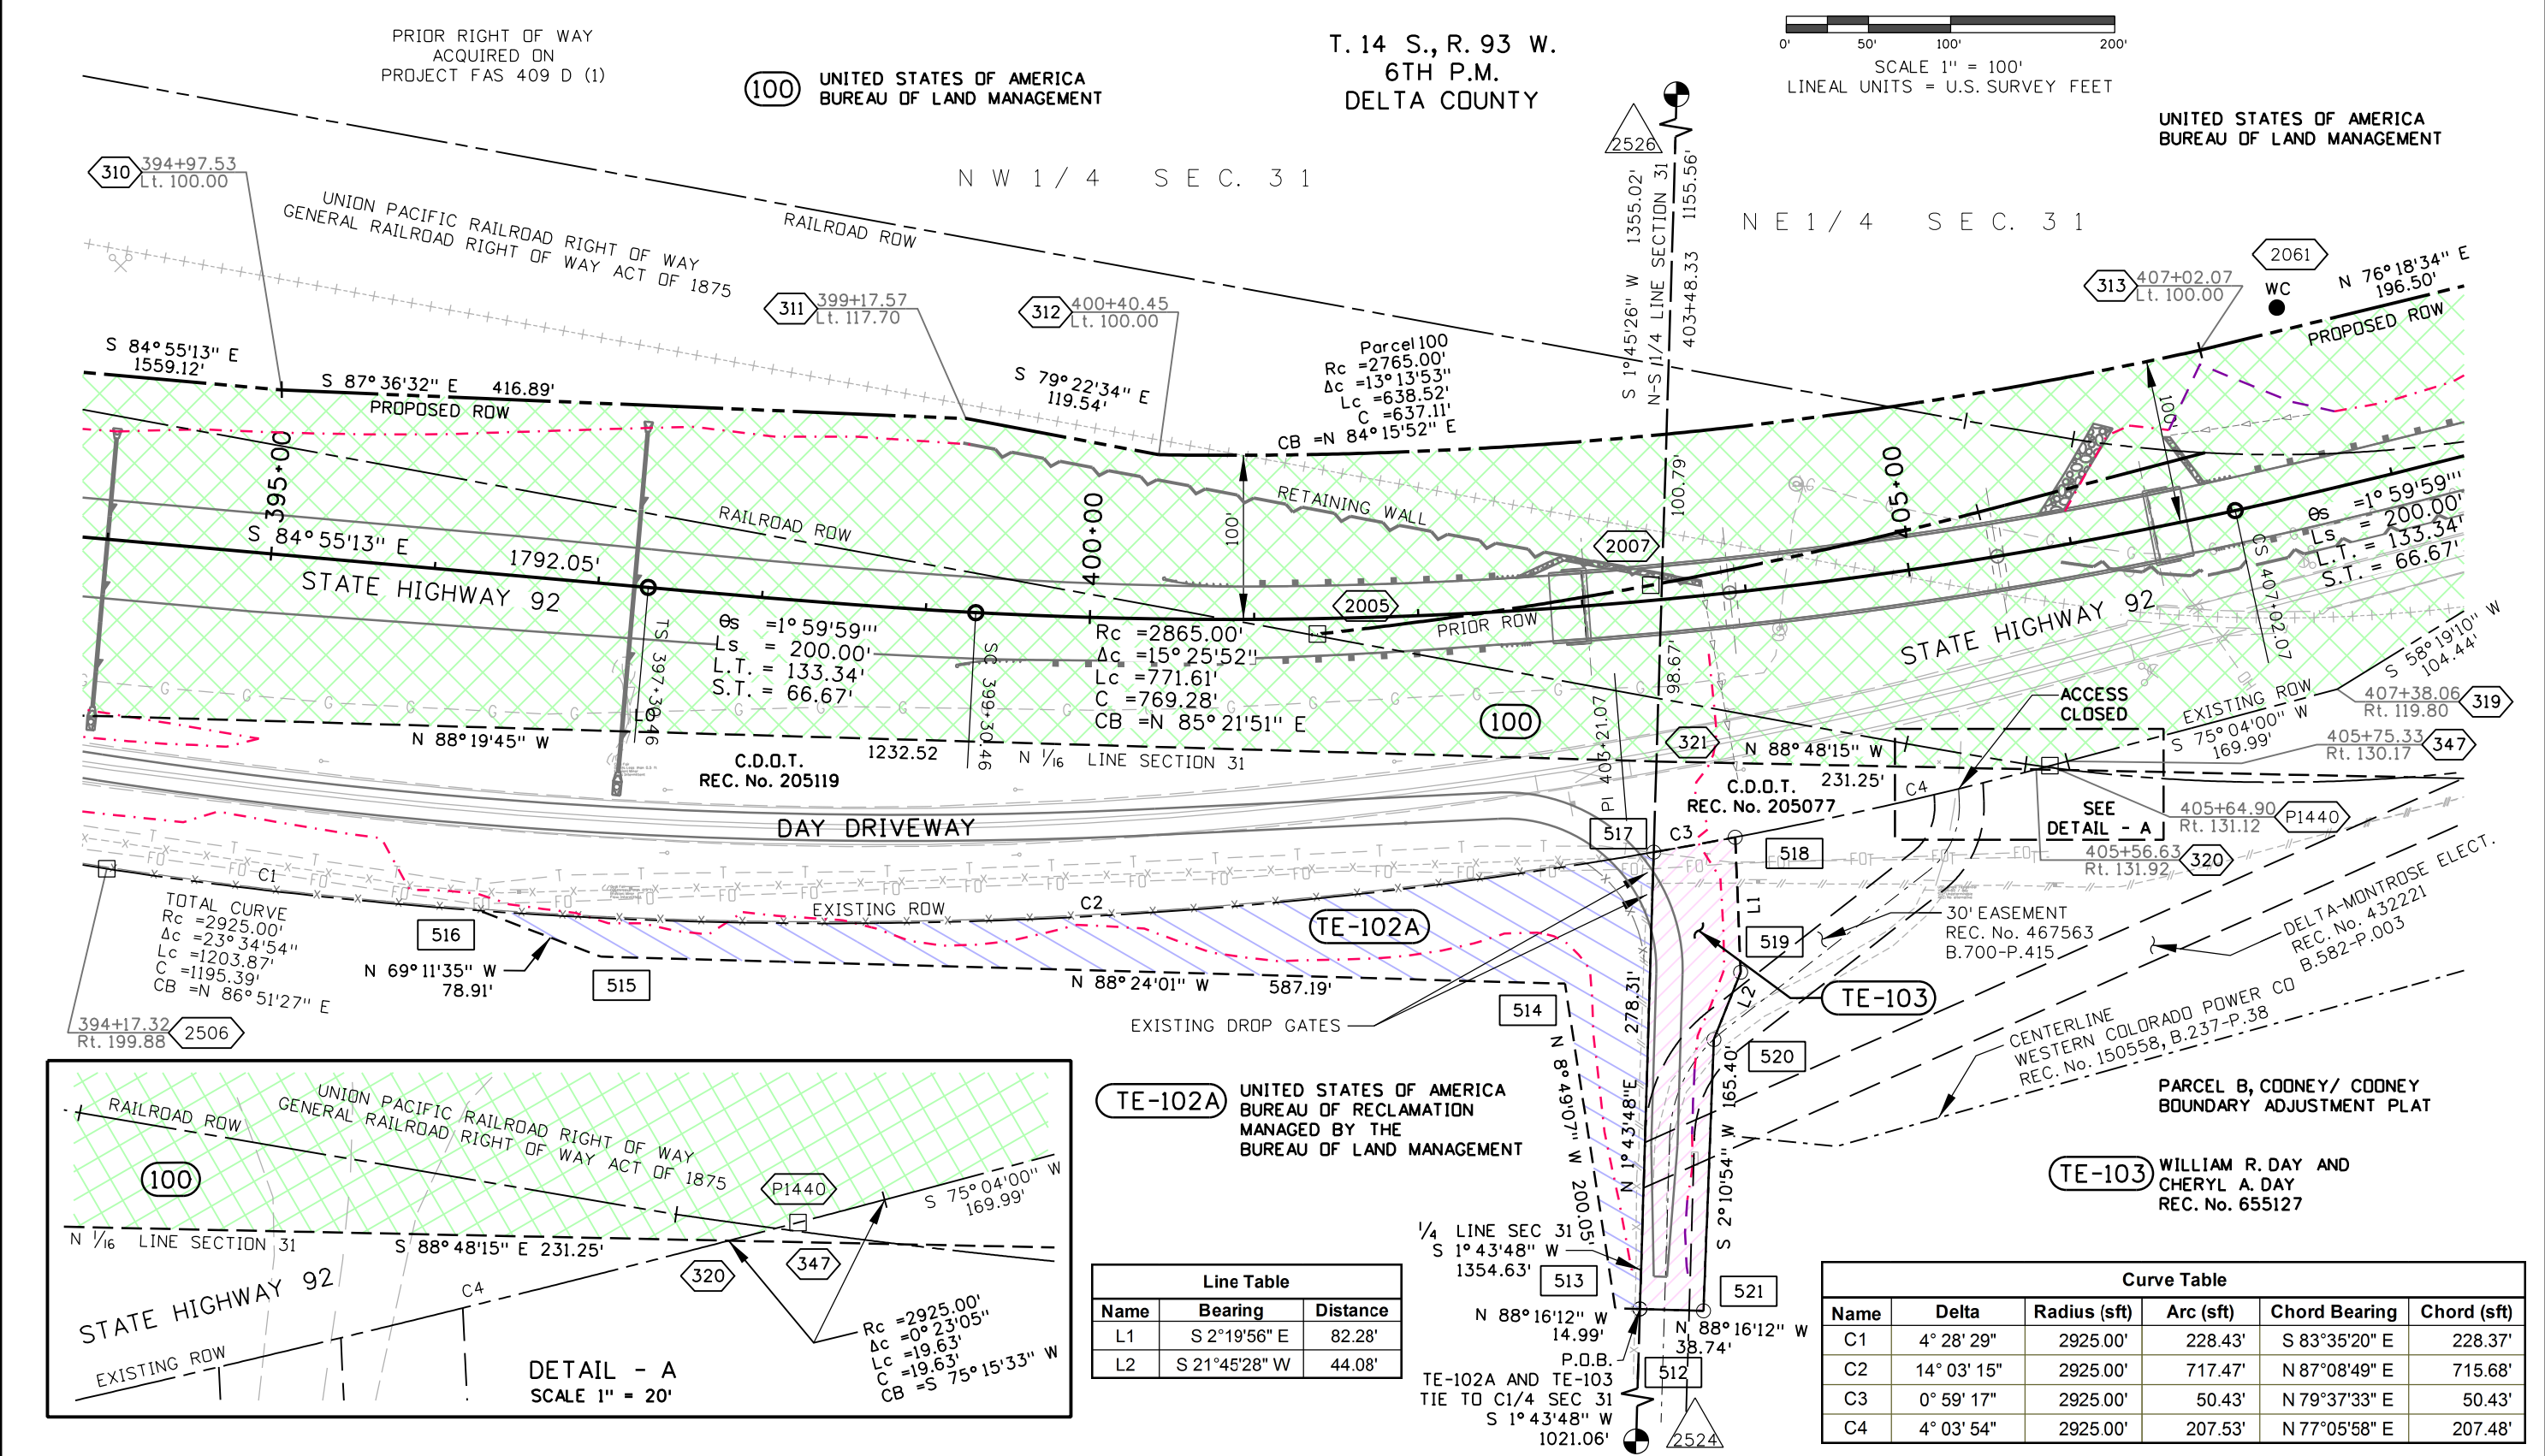 PRIOR RIGHT OF WAY
ACQUIRED ON
PROJECT FAS 409 D (1)
100
UNITED STATES OF AMERICA
BUREAU OF LAND MANAGEMENT
T. 14 S., R. 93 W.
6TH P.M.
DELTA COUNTY
0' 50' 100' 200'
SCALE 1" = 100'
LINEAL UNITS = U.S. SURVEY FEET
UNITED STATES OF AMERICA
BUREAU OF LAND MANAGEMENT
2526
N W 1/4 SEC. 31
N E 1/4 SEC. 31
310
394+97.53
Lt. 100.00
UNION PACIFIC RAILROAD RIGHT OF WAY
GENERAL RAILROAD RIGHT OF WAY ACT OF 1875
RAILROAD ROW
311
399+17.57
Lt. 117.70
312
400+40.45
Lt. 100.00
S 1°45'26" W 1355.02'
N-S 1/4 LINE SECTION 31
403+48.33 1155.56'
313
407+02.07
Lt. 100.00
2061
WC
N 76°18'34" E
196.50'
PROPOSED ROW
S 84°55'13" E
1559.12'
S 87°36'32" E 416.89'
PROPOSED ROW
S 79°22'34" E
119.54'
Parcel 100
Rc =2765.00'
Δc =13°13'53"
Lc =638.52'
C =637.11'
CB =N 84°15'52" E
100'
395+00
400+00
405+00
RAILROAD ROW
RETAINING WALL
100'
100.79'
2007
2005
PRIOR ROW
S 84°55'13" E 1792.05'
STATE HIGHWAY 92
TS 397+30.46
θs =1°59'59'''
Ls = 200.00'
L.T. = 133.34'
S.T. = 66.67'
SC 399+30.46
Rc =2865.00'
Δc =15°25'52"
Lc =771.61'
C =769.28'
CB =N 85°21'51" E
100
98.67'
PI 403+21.07
STATE HIGHWAY 92
CS 407+02.07
θs =1°59'59'''
Ls = 200.00'
L.T. = 133.34'
S.T. = 66.67'
S 58°19'10" W
104.44'
407+38.06
Rt. 119.80
319
EXISTING ROW
S 75°04'00" W
169.99'
405+75.33
Rt. 130.17
347
ACCESS
CLOSED
321
N 88°48'15" W
231.25'
N 88°19'45" W 1232.52
N 1/16 LINE SECTION 31
C.D.O.T.
REC. No. 205119
C.D.O.T.
REC. No. 205077
C4
SEE
DETAIL - A
405+64.90
Rt. 131.12
P1440
405+56.63
Rt. 131.92
320
DAY DRIVEWAY
517
C3
518
C1
TOTAL CURVE
Rc =2925.00'
Δc =23°34'54"
Lc =1203.87'
C =1195.39'
CB =N 86°51'27" E
394+17.32
Rt. 199.88
2506
516
N 69°11'35" W
78.91'
515
EXISTING ROW
C2
TE-102A
N 88°24'01" W 587.19'
EXISTING DROP GATES
514
278.31'
L1
519
L2
TE-103
520
30' EASEMENT
REC. No. 467563
B.700-P.415
DELTA-MONTROSE ELECT.
REC. No. 432221
B.582-P.003
CENTERLINE
WESTERN COLORADO POWER CO
REC. No. 150558, B.237-P.38
PARCEL B, COONEY/ COONEY
BOUNDARY ADJUSTMENT PLAT
TE-103
WILLIAM R. DAY AND
CHERYL A. DAY
REC. No. 655127
TE-102A
UNITED STATES OF AMERICA
BUREAU OF RECLAMATION
MANAGED BY THE
BUREAU OF LAND MANAGEMENT
N 8°49'07" W 200.05'
N 1°43'48"E
S 2°10'54" W 165.40'
1/4 LINE SEC 31
S 1°43'48" W
1354.63'
513
521
N 88°16'12" W
14.99'
N 88°16'12" W
38.74'
P.O.B.
TE-102A AND TE-103
TIE TO C1/4 SEC 31
S 1°43'48" W
1021.06'
512
2524
RAILROAD ROW
UNION PACIFIC RAILROAD RIGHT OF WAY
GENERAL RAILROAD RIGHT OF WAY ACT OF 1875
100
P1440
S 75°04'00" W
169.99'
N 1/16 LINE SECTION 31
S 88°48'15" E 231.25'
320
347
STATE HIGHWAY 92
C4
EXISTING ROW
Rc =2925.00'
Δc =0°23'05"
Lc =19.63'
C =19.63'
CB =S 75°15'33" W
DETAIL - A
SCALE 1" = 20'
Line Table
Name Bearing Distance
L1 S 2°19'56" E 82.28'
L2 S 21°45'28" W 44.08'
Curve Table
Name Delta Radius (sft) Arc (sft) Chord Bearing Chord (sft)
C1 4° 28' 29" 2925.00' 228.43' S 83°35'20" E 228.37'
C2 14° 03' 15" 2925.00' 717.47' N 87°08'49" E 715.68'
C3 0° 59' 17" 2925.00' 50.43' N 79°37'33" E 50.43'
C4 4° 03' 54" 2925.00' 207.53' N 77°05'58" E 207.48'